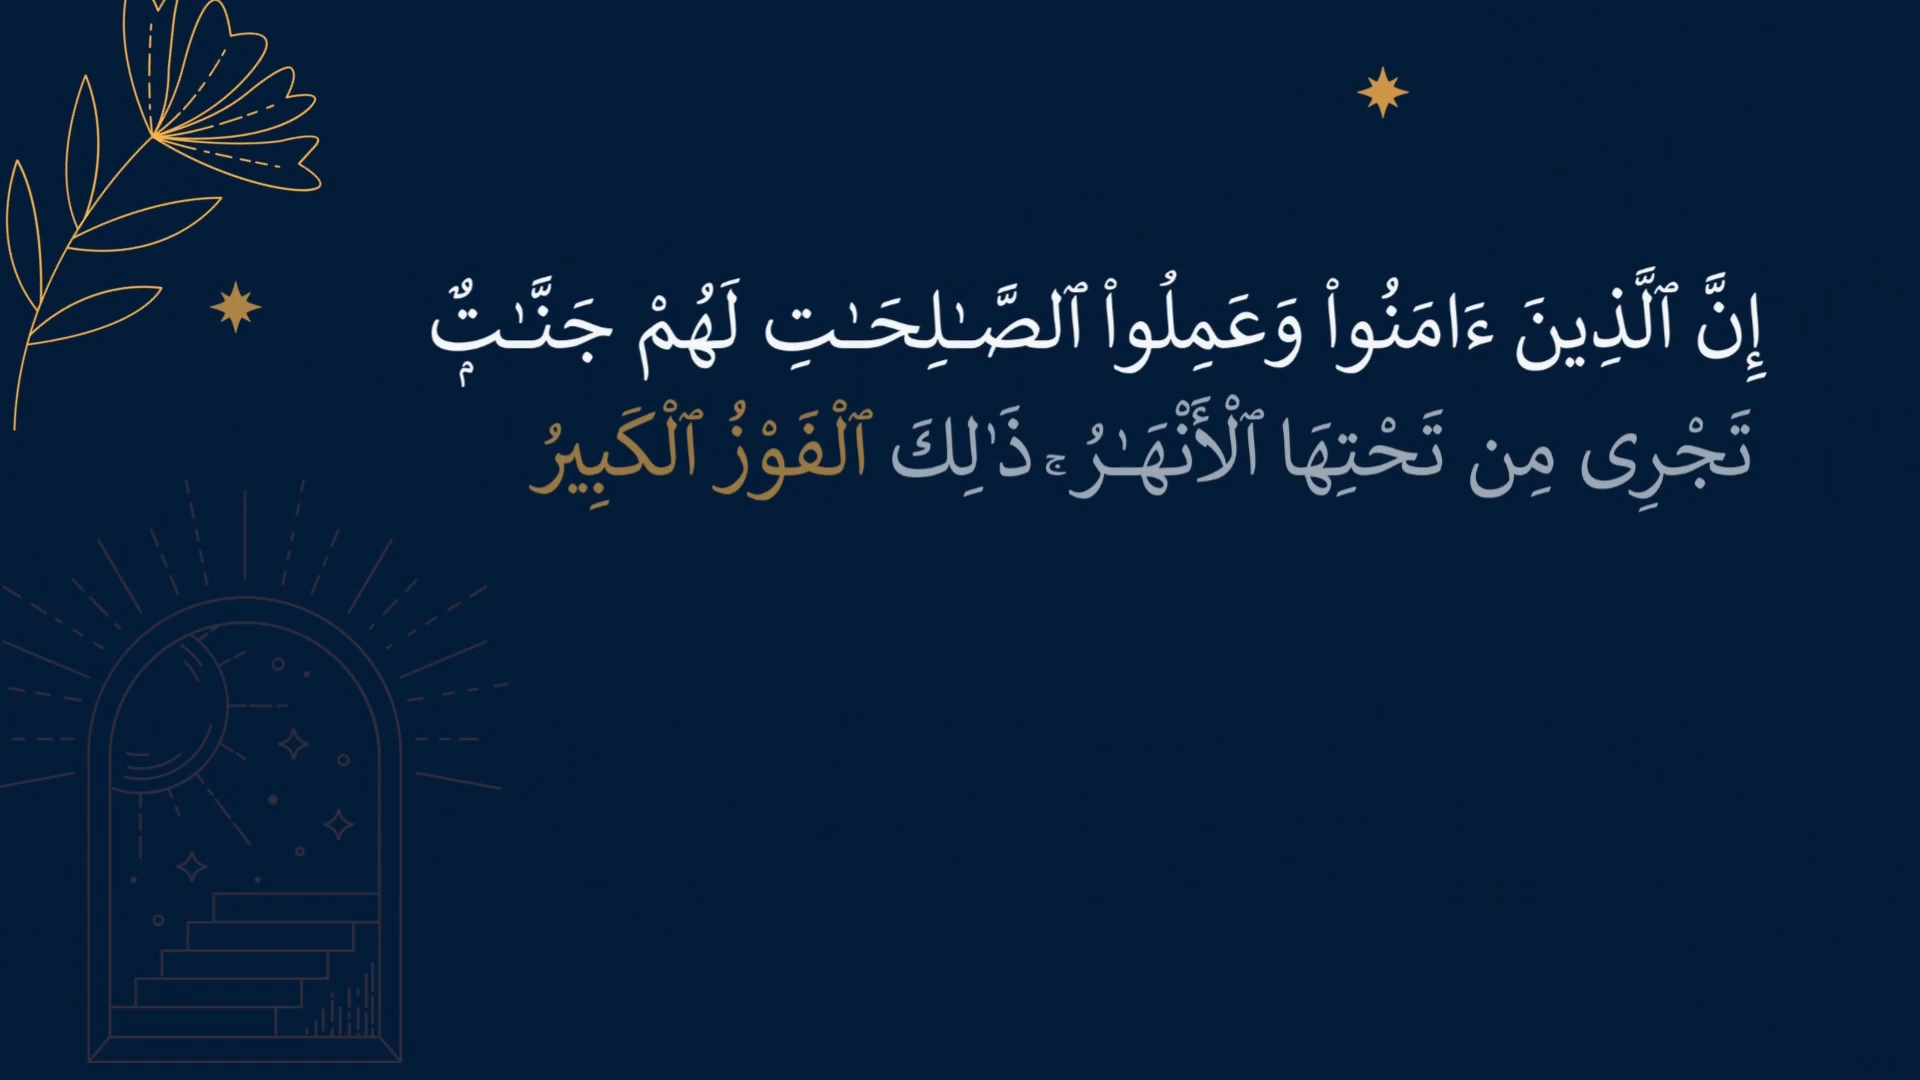 إِنَّ ٱلَّذِينَ ءَامَنُوا۟ وَعَمِلُوا۟ ٱلصَّـٰلِحَـٰتِ لَهُمْ جَنَّـٰتٌۭ
تَجْرِى مِن تَحْتِهَا ٱلْأَنْهَـٰرُ ۚ ذَٰلِكَ ٱلْفَوْزُ ٱلْكَبِيرُ